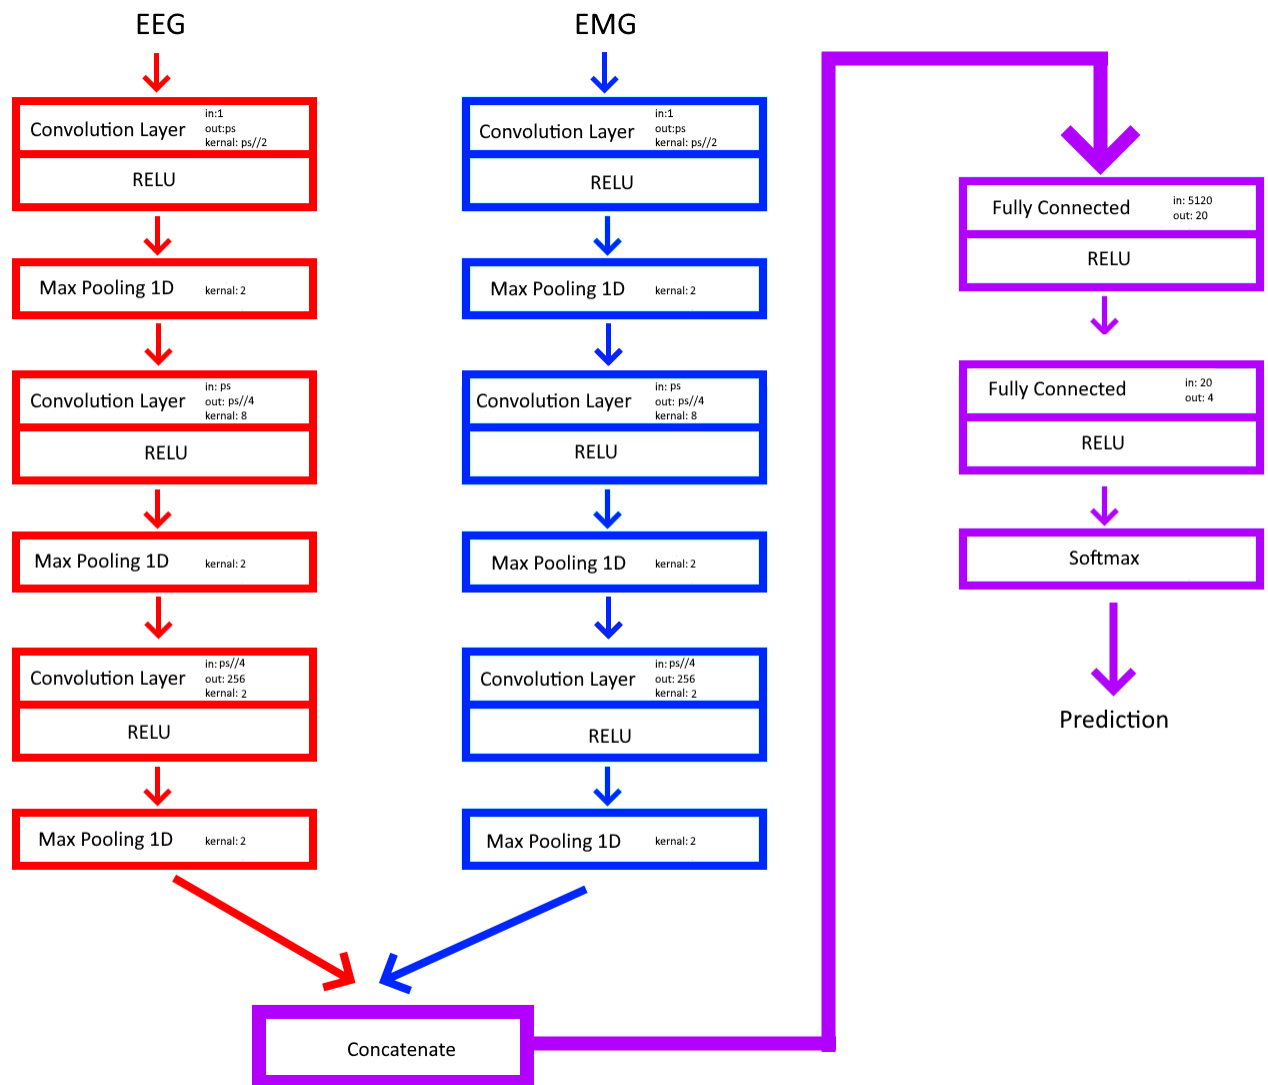 EEG
Convolution Layer
in:1
out:ps
kernal: ps//2
RELU
Max Pooling 1D
kernal: 2
Convolution Layer
in: ps
out: ps//4
kernal: 8
RELU
Max Pooling 1D
kernal: 2
Convolution Layer
in: ps//4
out: 256
kernal: 2
RELU
Max Pooling 1D
kernal: 2
EMG
Convolution Layer
in:1
out:ps
kernal: ps//2
RELU
Max Pooling 1D
kernal: 2
Convolution Layer
in: ps
out: ps//4
kernal: 8
RELU
Max Pooling 1D
kernal: 2
Convolution Layer
in: ps//4
out: 256
kernal: 2
RELU
Max Pooling 1D
kernal: 2
Concatenate
Fully Connected
in: 5120
out: 20
RELU
Fully Connected
in: 20
out: 4
RELU
Softmax
Prediction